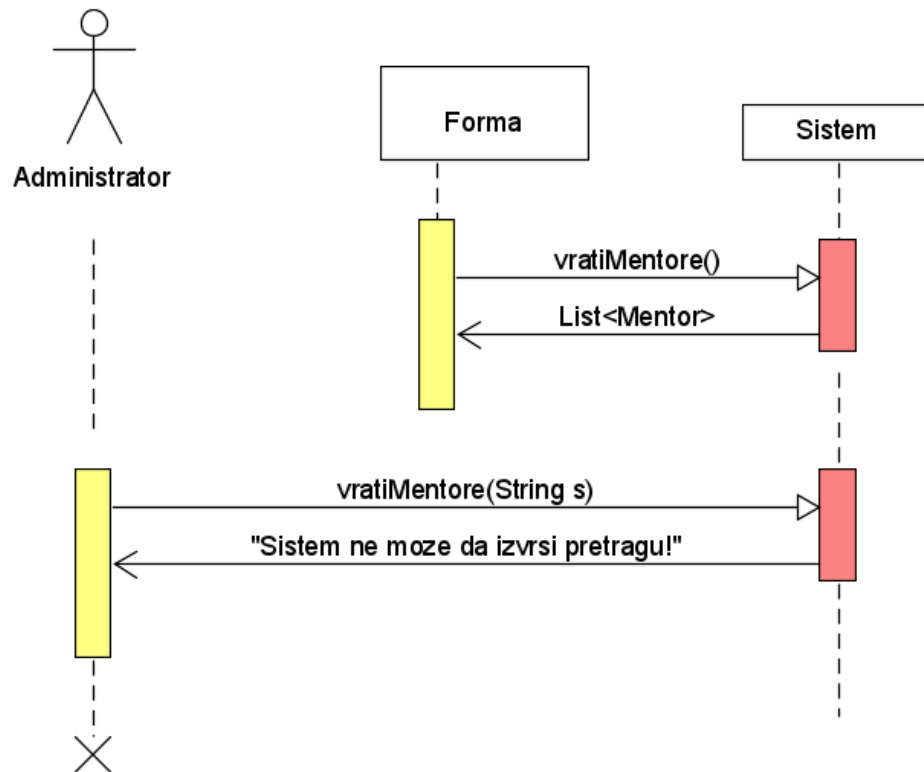 Administrator
Forma
Sistem
vratiMentore()
List<Mentor>
vratiMentore(String s)
"Sistem ne moze da izvrsi pretragu!"